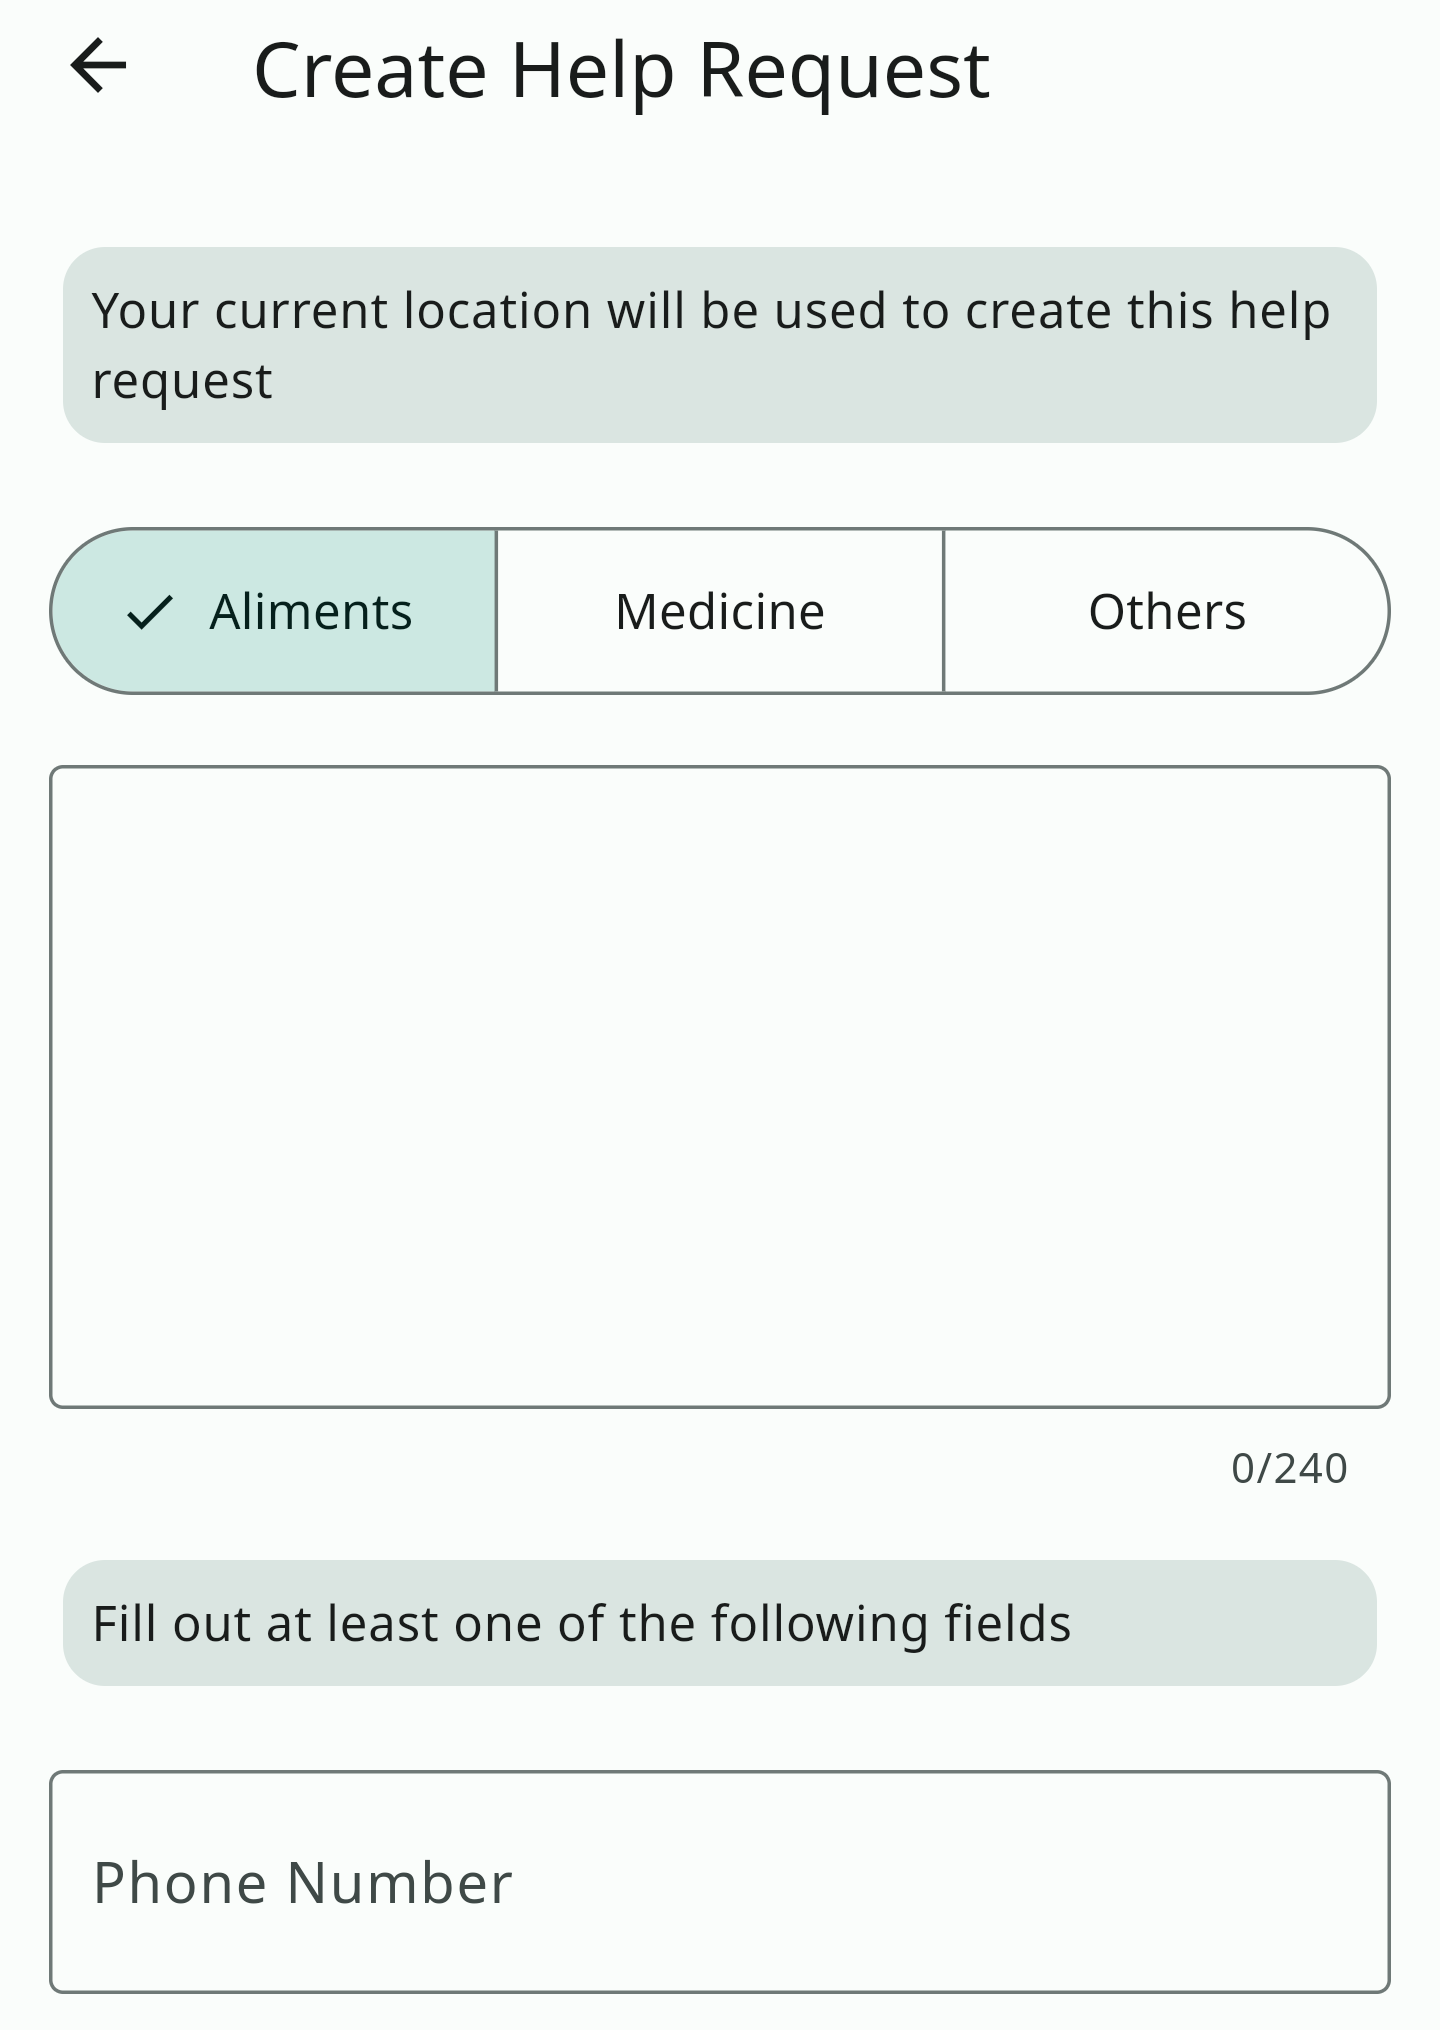 Create Help Request
Your current location will be used to create this help
request
Aliments
Medicine
Others
0/240
Fill out at least one of the following fields
Phone Number